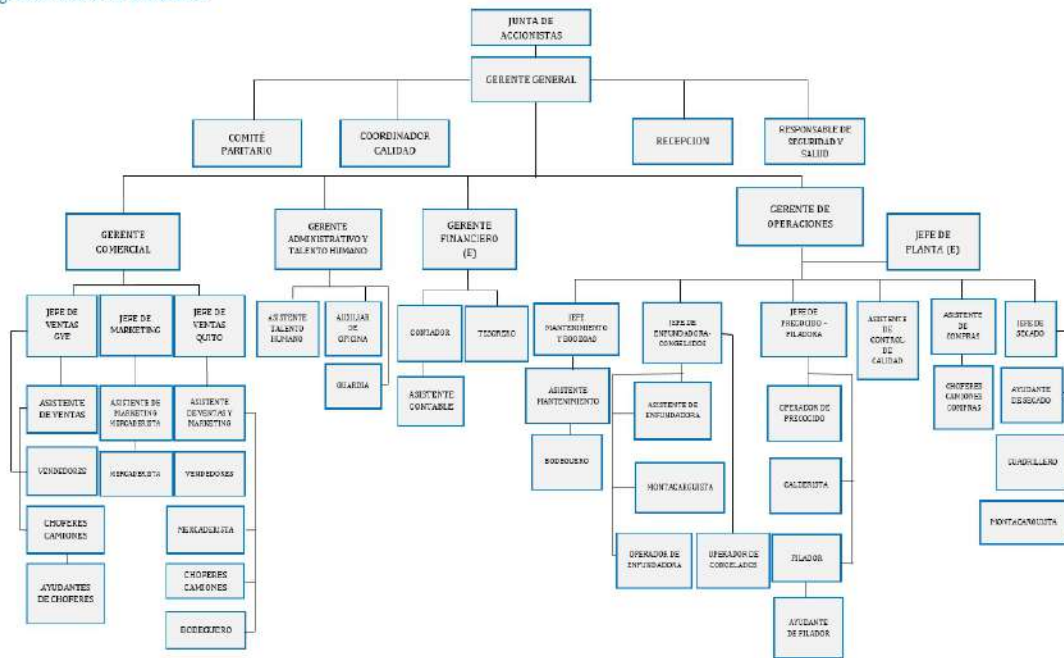 JUNTA DE
ACCIONISTAS
GERENTE GENERAL
COMITÉ
PARITARIO
COORDINADOR
CALIDAD
RECEPCION
RESPONSABLE DE
SEGURIDAD Y
SALUD
GERENTE
COMERCIAL
GERENTE
ADMINISTRATIVO Y
TALENTO HUMANO
GERENTE
FINANCIERO
(E)
GERENTE DE
OPERACIONES
JEFE DE
PLANTA (E)
JEFE DE
VENTAS
GYE
JEFE DE
MARKETING
JEFE DE
VENTAS
QUITO
ASISTENTE
TALENTO
HUMANO
AUXILIAR
DE
OFICINA
CONTADOR
TESORERO
JEFE
MANTENIMIENTO
Y BODEGAS
JEFE DE
ENFUNDADORA-
CONGELADOS
JEFE DE
PRECOCIDO -
PILADORA
ASISTENTE
DE
CONTROL
DE
CALIDAD
ASISTENTE
DE
COMPRAS
JEFE DE
SECADO
GUARDIA
ASISTENTE
CONTABLE
ASISTENTE
MANTENIMIENTO
CHOFERES
CAMIONES
COMPRAS
AYUDANTE
DE SECADO
ASISTENTE
DE VENTAS
ASISTENTE DE
MARKETING
MERCADERISTA
ASISTENTE
DE VENTAS Y
MARKETING
ASISTENTE DE
ENFUNDADORA
OPERADOR DE
PRECOCIDO
VENDEDORES
MERCADERISTA
VENDEDORES
BODEGUERO
MONTACARGUISTA
CALDERISTA
CUADRILLERO
CHOFERES
CAMIONES
MERCADERISTA
MONTACARGUISTA
OPERADOR DE
ENFUNDADORA
OPERADOR DE
CONGELADOS
PILADOR
AYUDANTES
DE CHOFERES
CHOFERES
CAMIONES
BODEGUERO
AYUDANTE
DE PILADOR